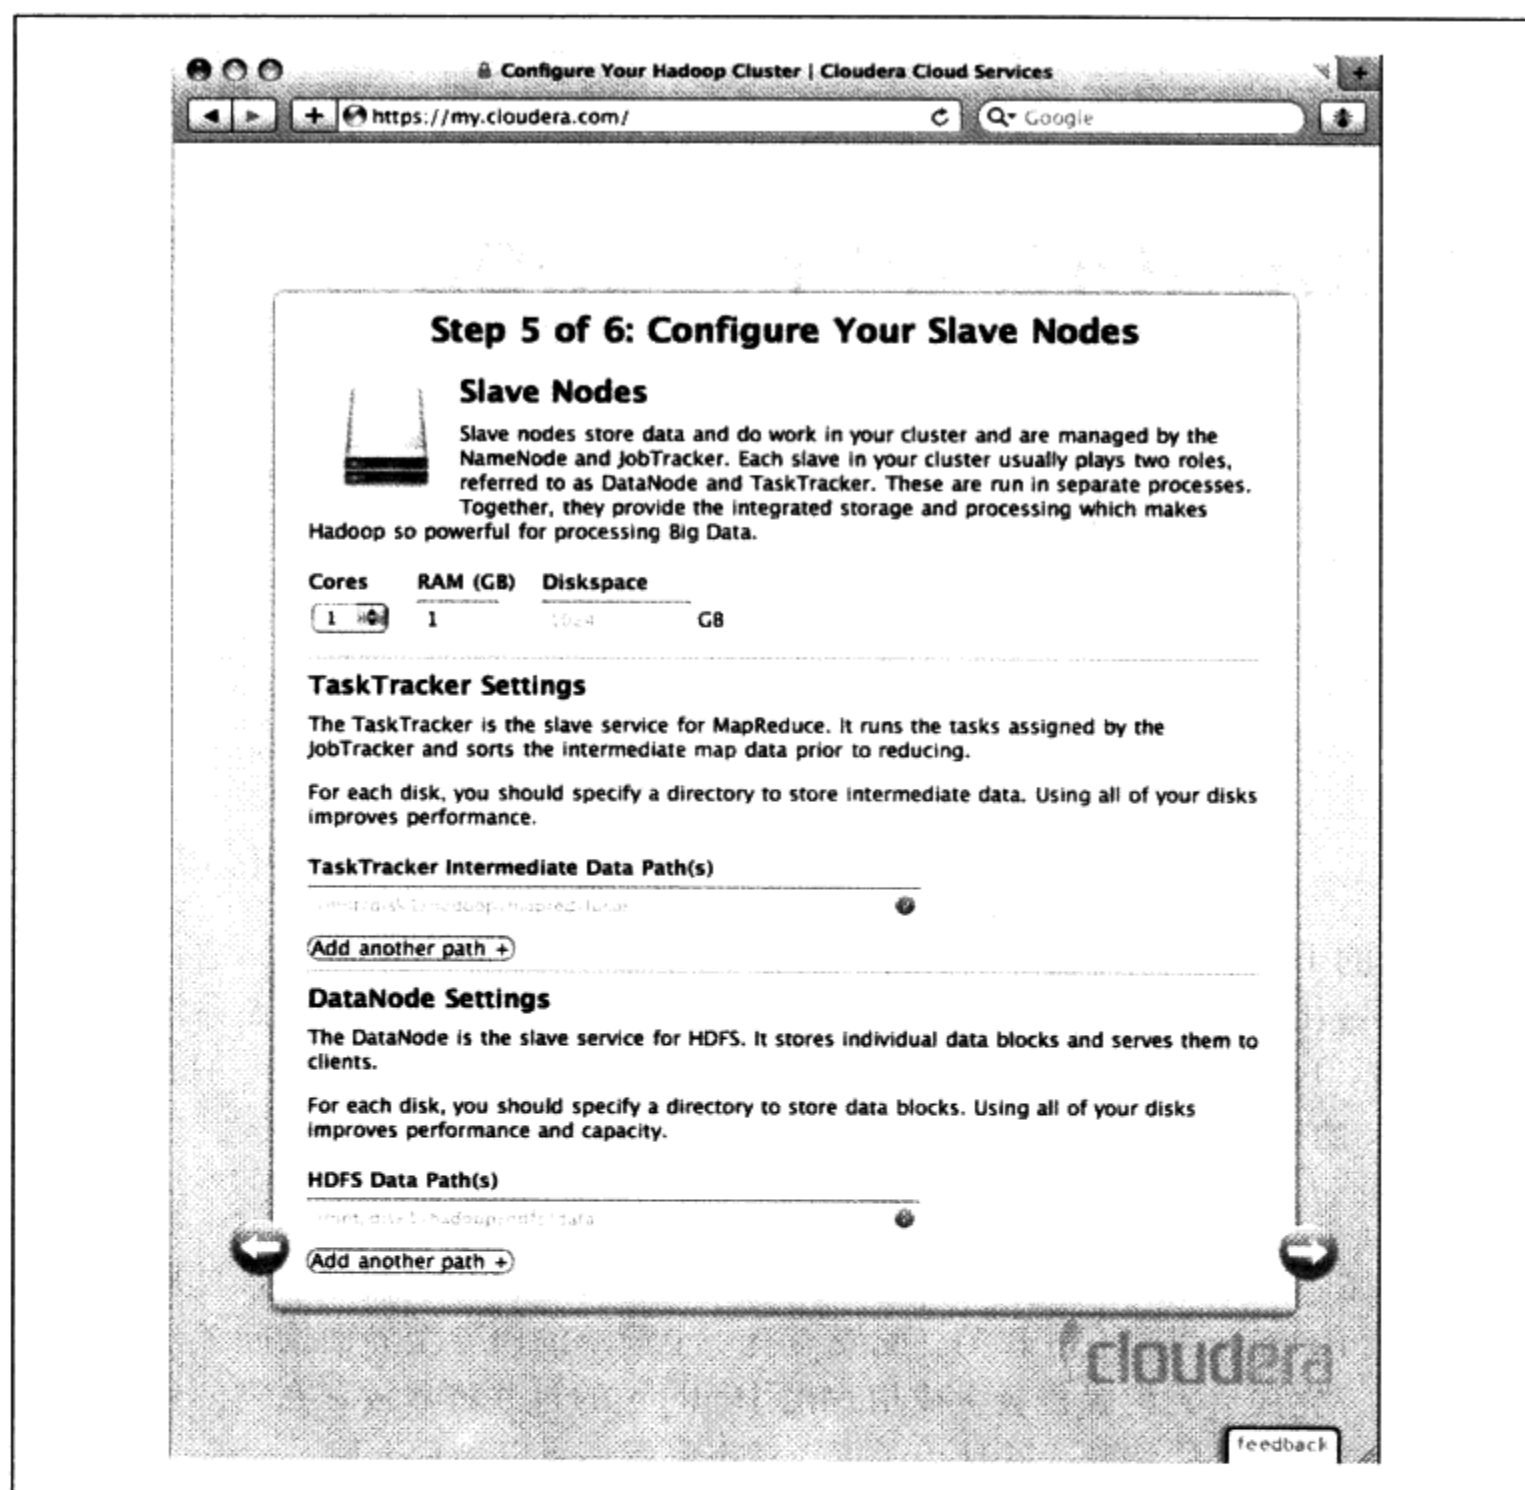 Configure Your Hadoop Cluster | Cloudera Cloud Services
https://my.cloudera.com/
Google
Step 5 of 6: Configure Your Slave Nodes
Slave Nodes
Slave nodes store data and do work in your cluster and are managed by the
NameNode and JobTracker. Each slave in your cluster usually plays two roles,
referred to as DataNode and TaskTracker. These are run in separate processes.
Together, they provide the integrated storage and processing which makes
Hadoop so powerful for processing Big Data.
Cores RAM (GB) Diskspace
1 1 1024 GB
TaskTracker Settings
The TaskTracker is the slave service for MapReduce. It runs the tasks assigned by the
JobTracker and sorts the intermediate map data prior to reducing.
For each disk, you should specify a directory to store intermediate data. Using all of your disks
improves performance.
TaskTracker Intermediate Data Path(s)
Add another path +
DataNode Settings
The DataNode is the slave service for HDFS. It stores individual data blocks and serves them to
clients.
For each disk, you should specify a directory to store data blocks. Using all of your disks
improves performance and capacity.
HDFS Data Path(s)
Add another path +
cloudera
feedback